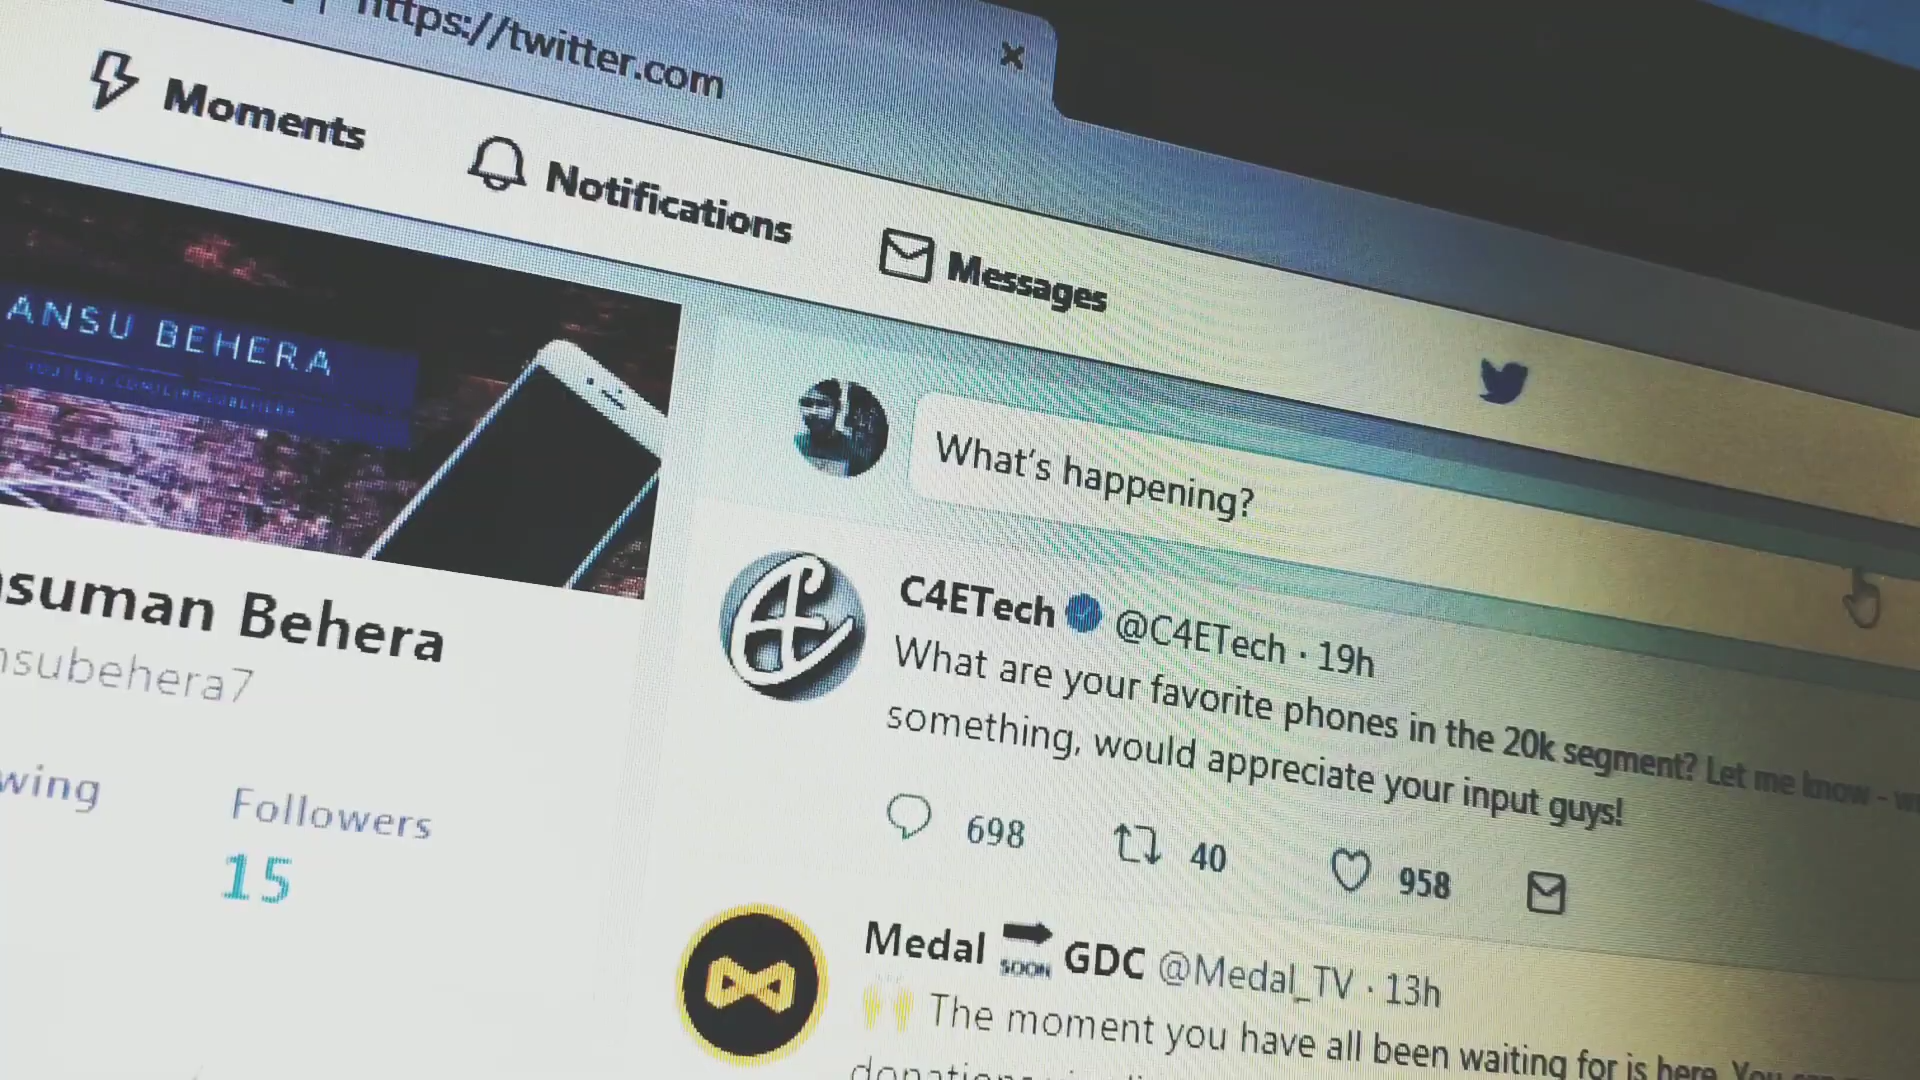 https://twitter.com
Moments
Notifications
Messages
ANSU BEHERA
suman Behera
nsubehera7
wing
Followers
15
What's happening?
C4ETech @C4ETech · 19h
What are your favorite phones in the 20k segment? Let me know -
something, would appreciate your input guys!
698
40
958
Medal SOON GDC @Medal_TV · 13h
The moment you have all been waiting for is here. You